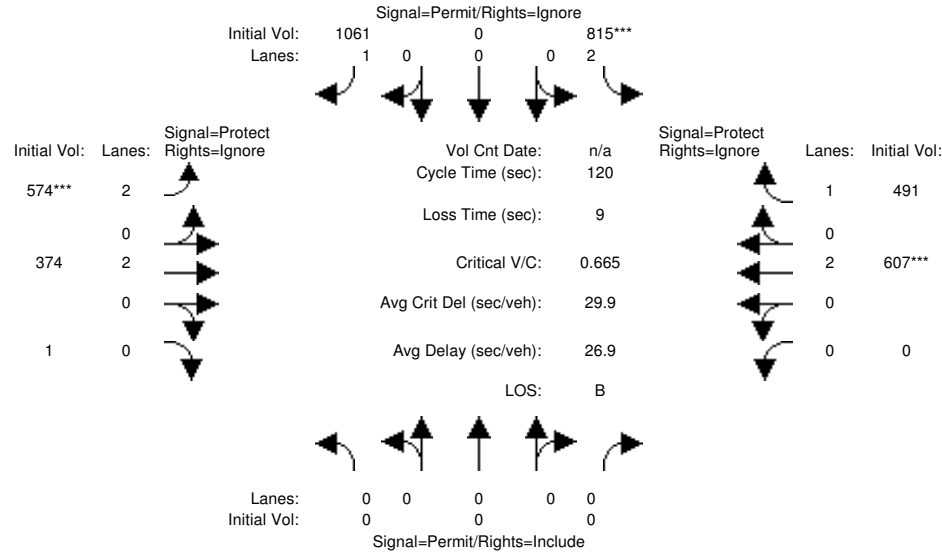 Signal=Permit/Rights=Ignore
Initial Vol: 1061 0 815***
Lanes: 1 0 0 0 2
Signal=Protect
Rights=Ignore
Initial Vol: Lanes:
574*** 2
0
374 2
0
1 0
Vol Cnt Date: n/a
Cycle Time (sec): 120
Loss Time (sec): 9
Critical V/C: 0.665
Avg Crit Del (sec/veh): 29.9
Avg Delay (sec/veh): 26.9
LOS: B
Signal=Protect
Rights=Ignore
Lanes: Initial Vol:
1 491
0
2 607***
0
0 0
Lanes: 0 0 0 0 0
Initial Vol: 0 0 0
Signal=Permit/Rights=Include